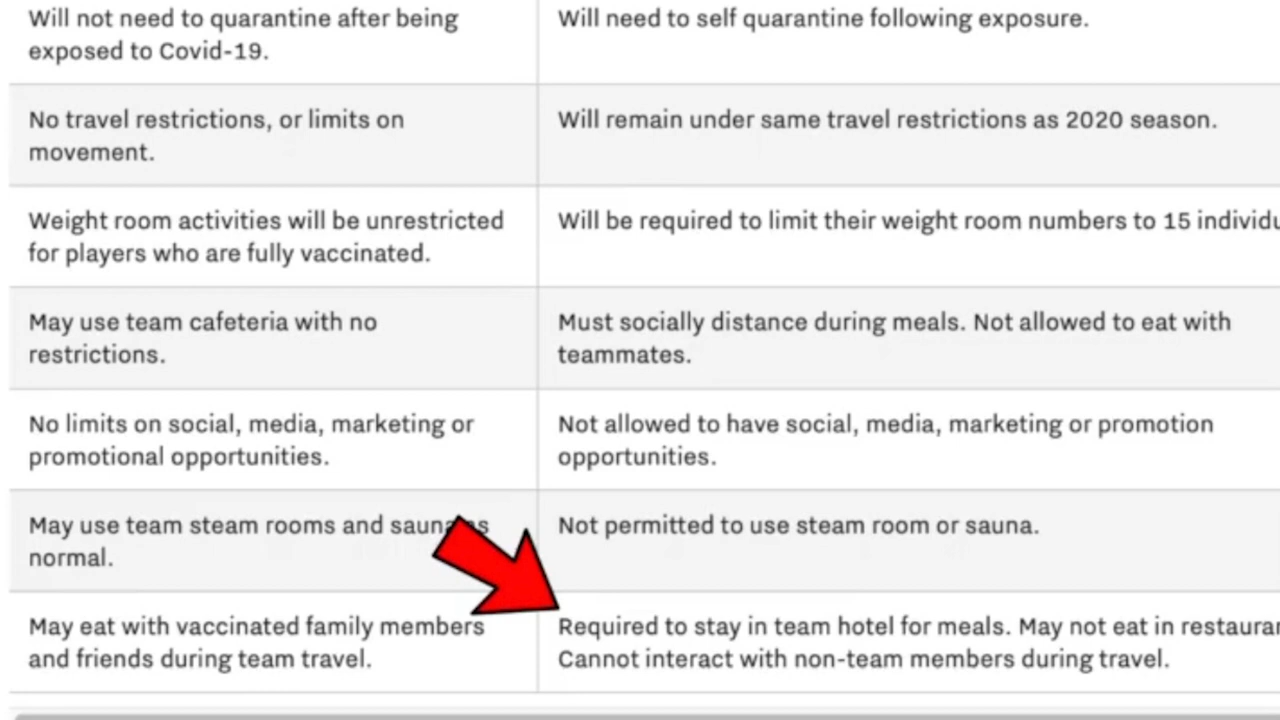 Will not need to quarantine after being
exposed to Covid-19.
Will need to self quarantine following exposure.
No travel restrictions, or limits on
movement.
Will remain under same travel restrictions as 2020 season.
Weight room activities will be unrestricted
for players who are fully vaccinated.
Will be required to limit their weight room numbers to 15
May use team cafeteria with no
restrictions.
Must socially distance during meals. Not allowed to eat with
teammates.
No limits on social, media, marketing or
promotional opportunities.
Not allowed to have social, media, marketing or promotion
opportunities.
May use team steam rooms and
normal.
Not permitted to use steam room or sauna.
May eat with vaccinated family members
and friends during team travel.
Required to stay in team hotel for meals. May not eat in
Cannot interact with non-team members during travel.